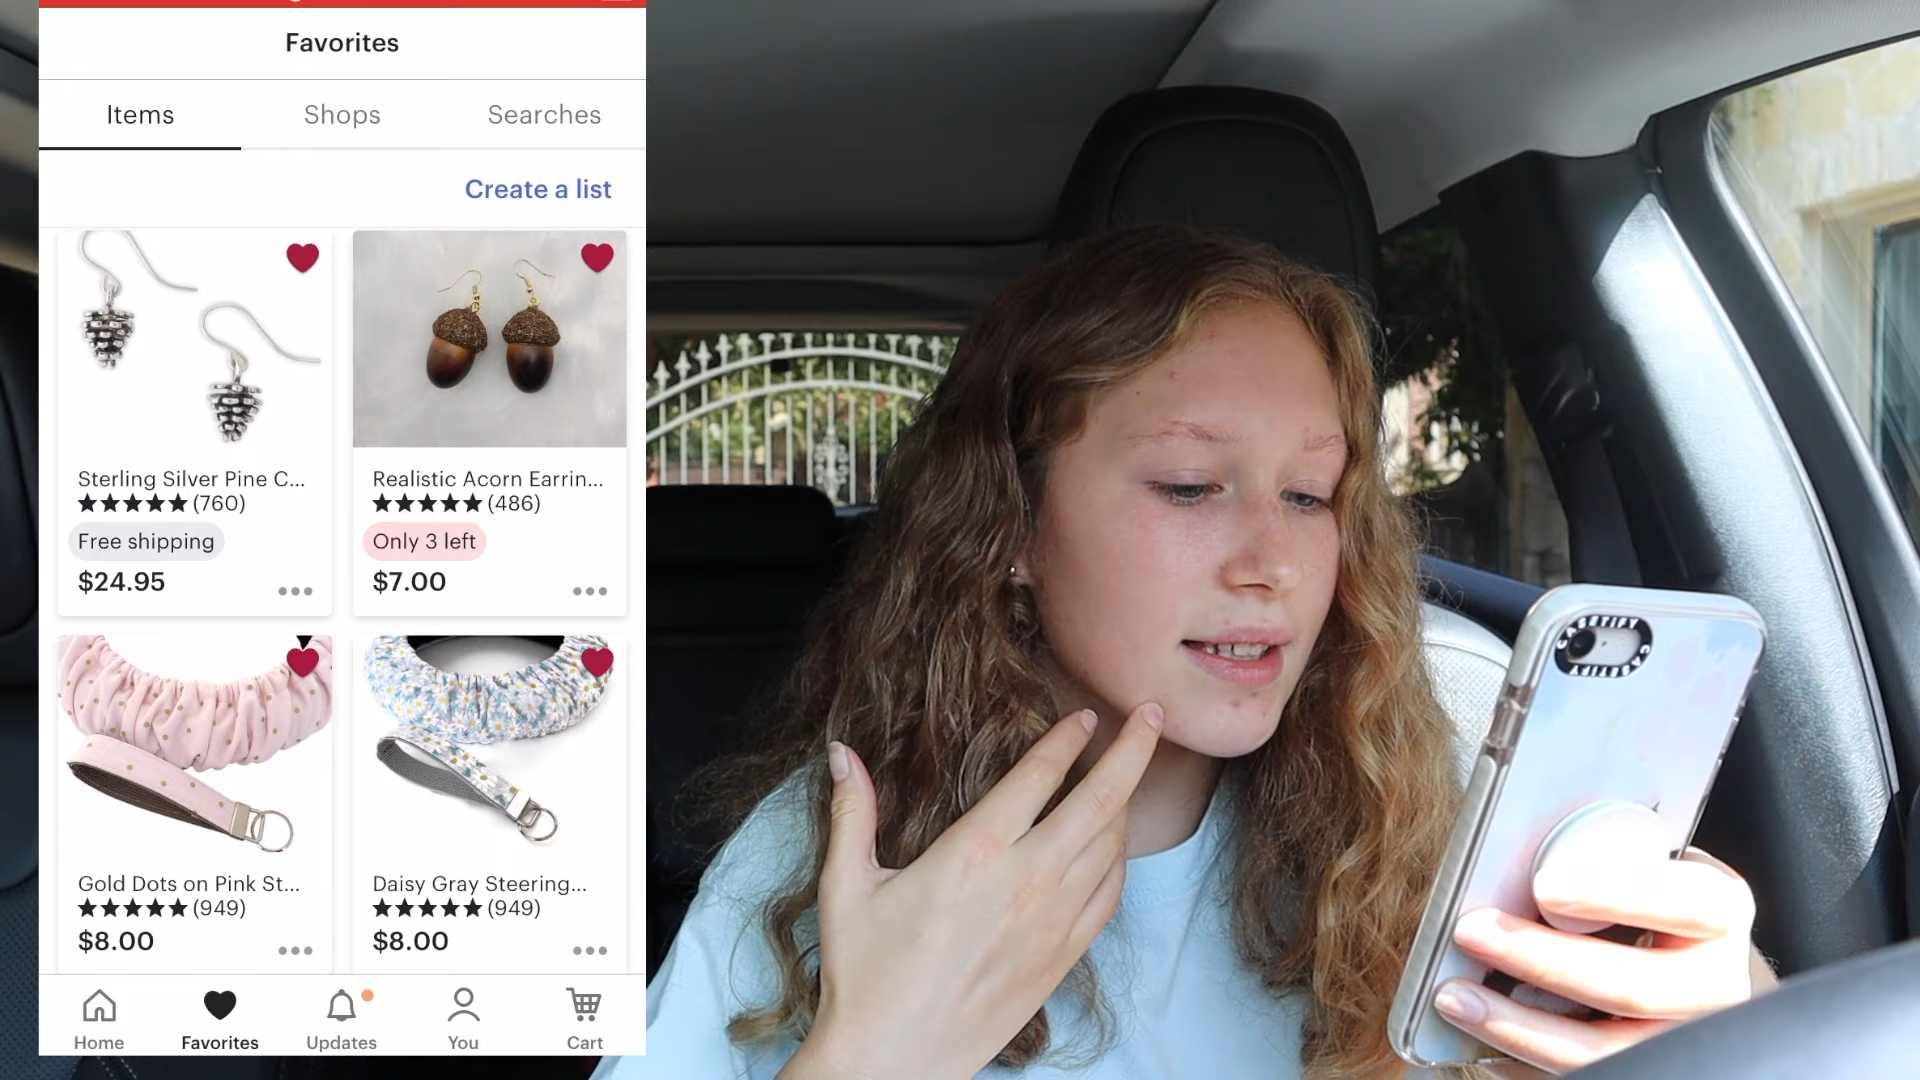 Favorites
Items
Shops
Searches
Create a list
Sterling Silver Pine C...
(760)
Free shipping
$24.95
Realistic Acorn Earrin...
(486)
Only 3 left
$7.00
Gold Dots on Pink St...
(949)
$8.00
Daisy Gray Steering...
(949)
$8.00
Home
Favorites
Updates
You
Cart
CASETIFY
CASETIFY